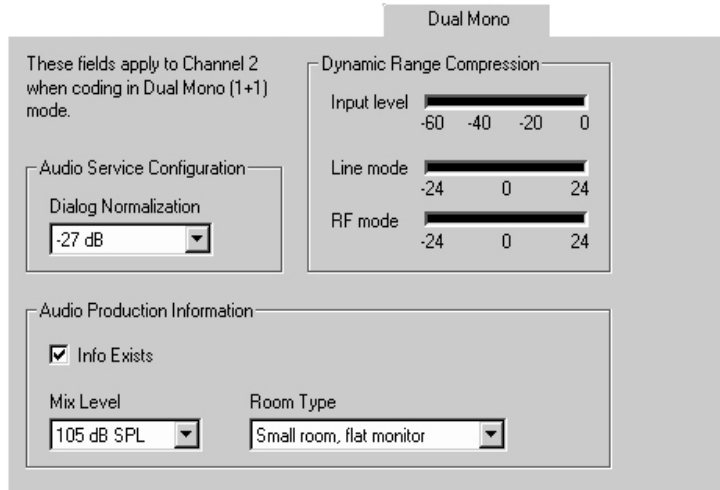 Dual Mono
These fields apply to Channel 2
when coding in Dual Mono (1+1)
mode.
Audio Service Configuration
Dialog Normalization
-27 dB
Dynamic Range Compression
Input level
-60 -40 -20 0
Line mode
-24 0 24
RF mode
-24 0 24
Audio Production Information
Info Exists
Mix Level
105 dB SPL
Room Type
Small room, flat monitor